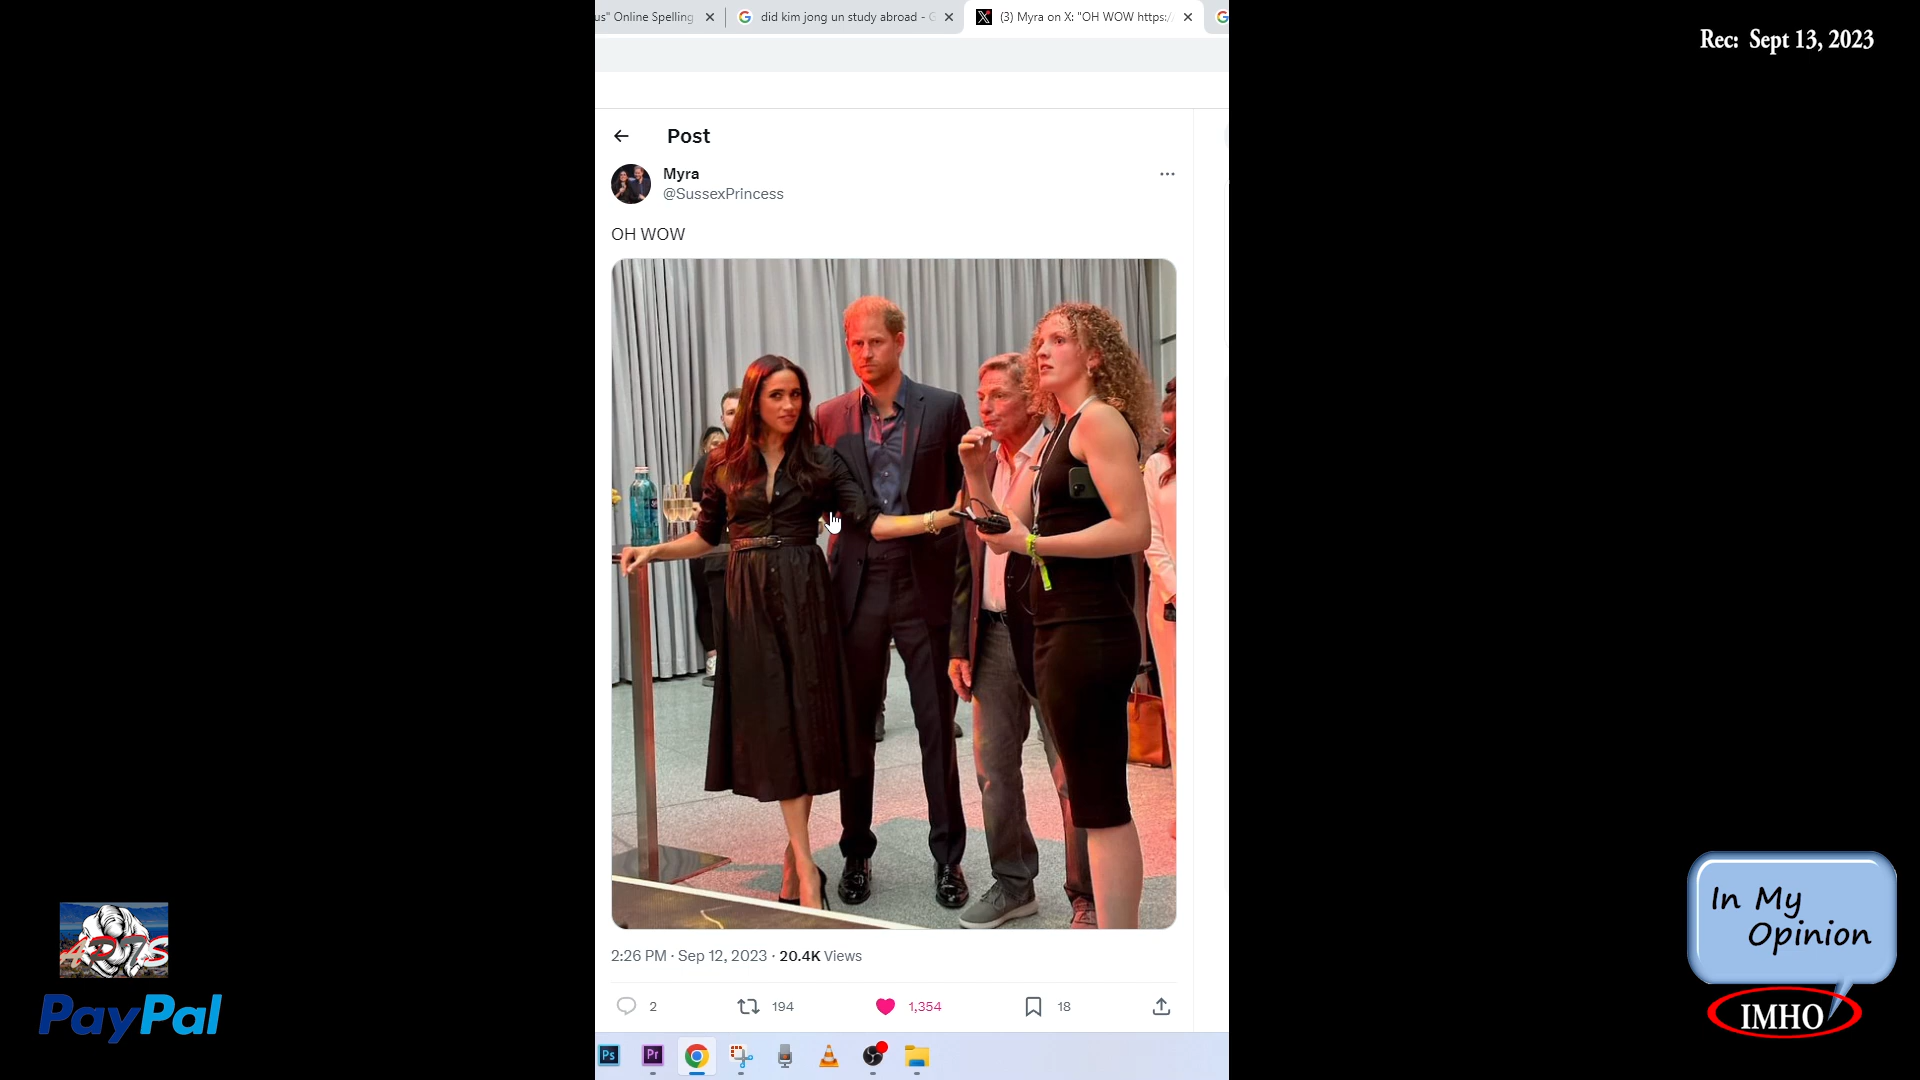 us" Online Spelling
did kim jong un study abroad - G
(3) Myra on X: "OH WOW https:/
Rec: Sept 13, 2023
Post
Myra
@SussexPrincess
OH WOW
2:26 PM · Sep 12, 2023 · 20.4K Views
2
194
1,354
18
Ps
Pr
PayPal
In My
Opinion
IMHO